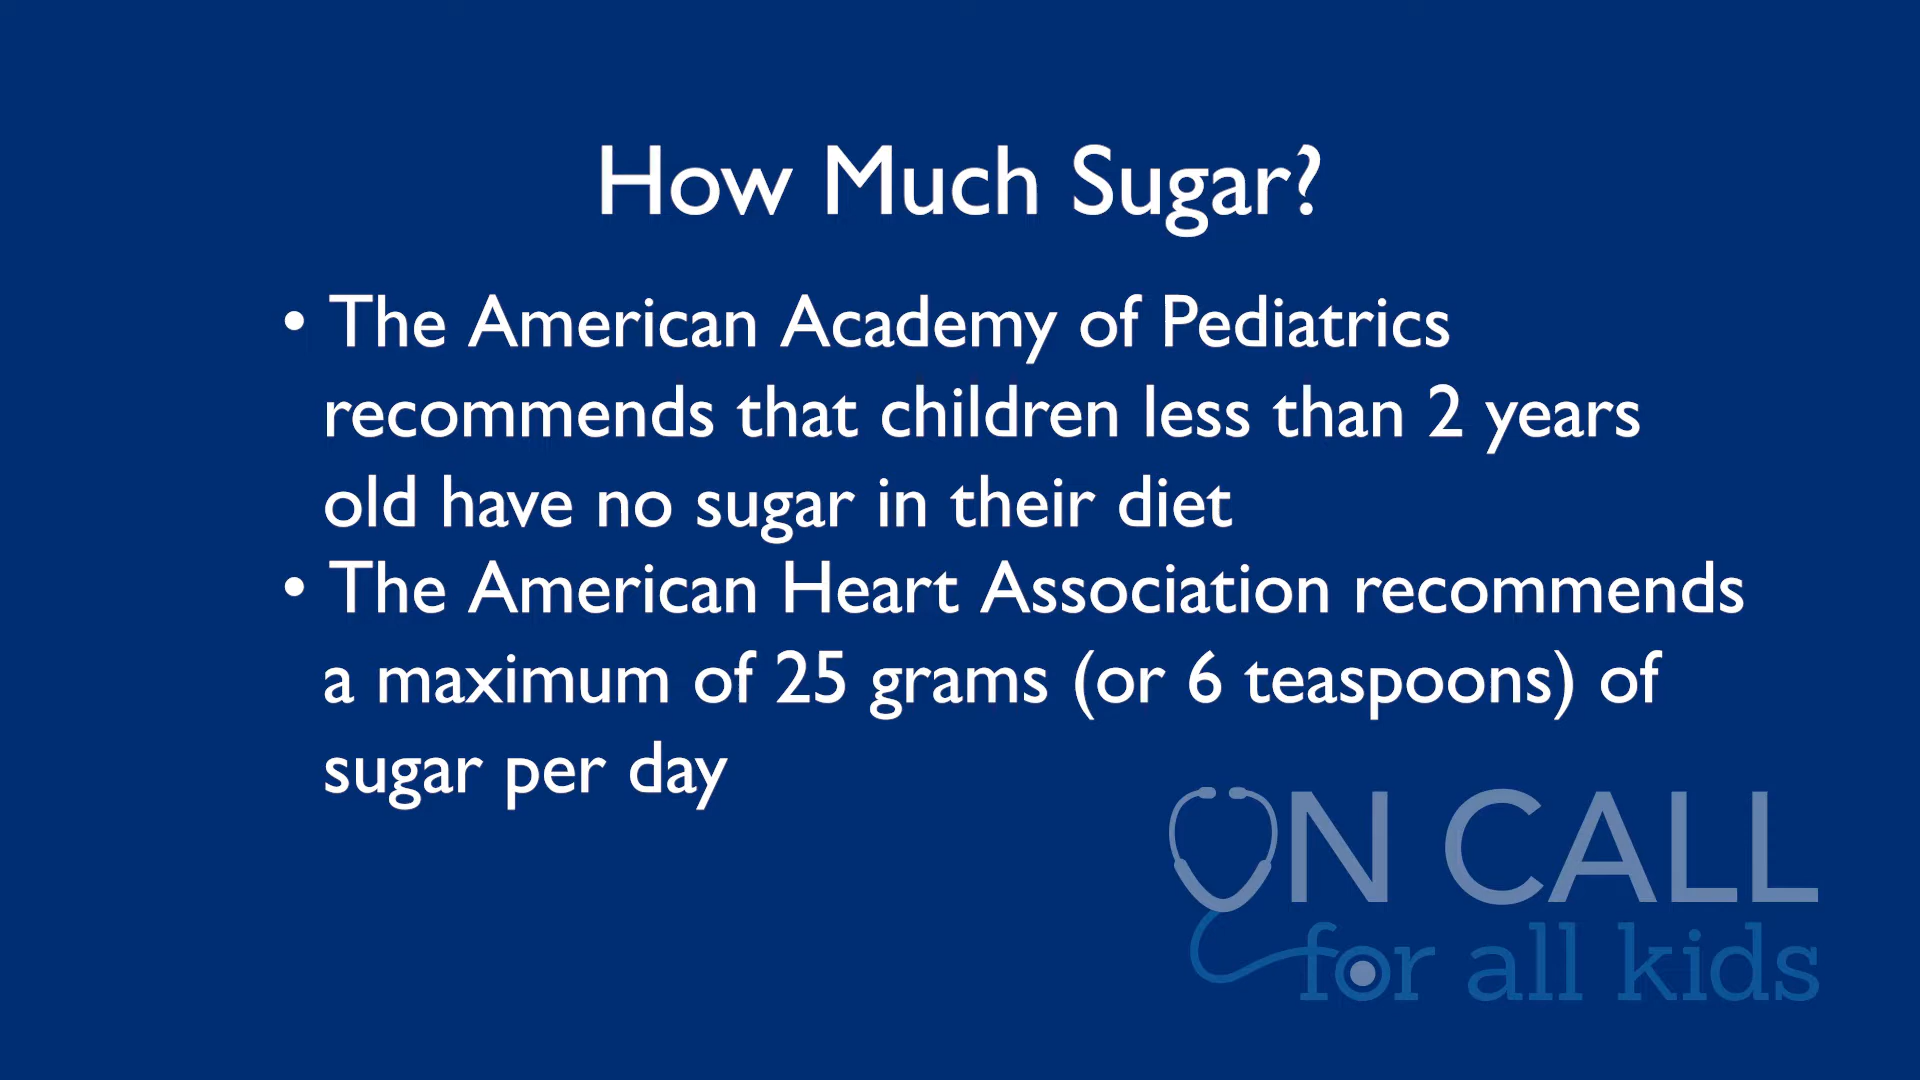 How Much Sugar?
• The American Academy of Pediatrics
recommends that children less than 2 years
old have no sugar in their diet
• The American Heart Association recommends
a maximum of 25 grams (or 6 teaspoons) of
sugar per day
ON CALL
for all kids